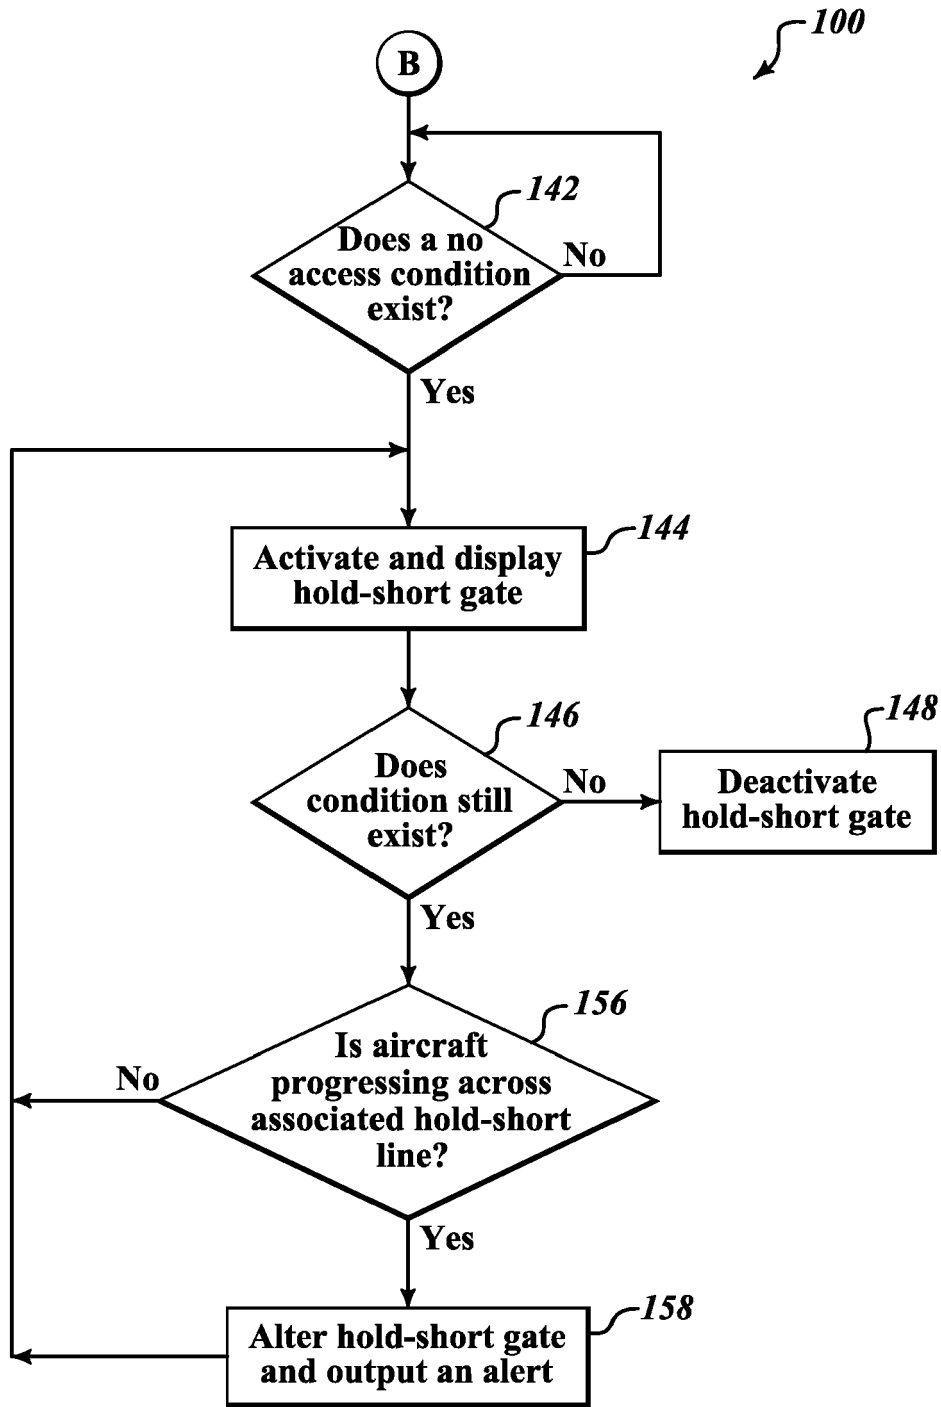 100
B
142
Does a no
access condition
exist?
No
Yes
144
Activate and display
hold-short gate
146
Does
condition still
exist?
No
148
Deactivate
hold-short gate
Yes
156
Is aircraft
progressing across
associated hold-short
line?
No
Yes
158
Alter hold-short gate
and output an alert